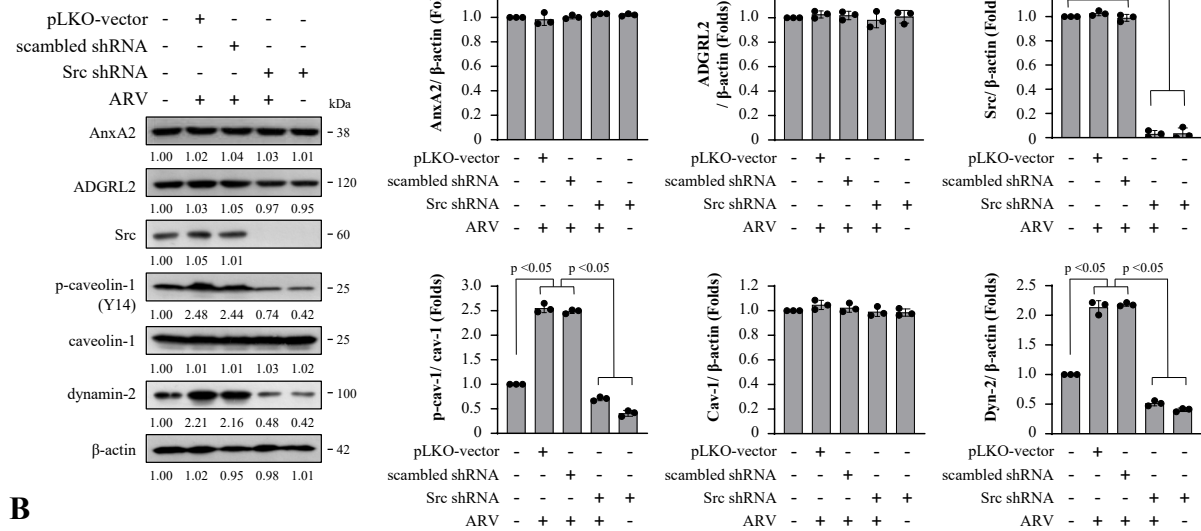 pLKO-vector - + - - -
scambled shRNA - - + - -
Src shRNA - - - + +
ARV - + + + -
kDa
AnxA2 - 38
1.00 1.02 1.04 1.03 1.01
ADGRL2 - 120
1.00 1.03 1.05 0.97 0.95
Src - 60
1.00 1.05 1.01
p-caveolin-1 - 25
(Y14)
1.00 2.48 2.44 0.74 0.42
caveolin-1 - 25
1.00 1.01 1.01 1.03 1.02
dynamin-2 - 100
1.00 2.21 2.16 0.48 0.42
β-actin - 42
1.00 1.02 0.95 0.98 1.01
B
AnxA2/ β-actin (Fol
1.0
0.8
0.6
0.4
0.2
0
pLKO-vector - + - - -
scambled shRNA - - + - -
Src shRNA - - - + +
ARV - + + + -
ADGRL2
/ β-actin (Folds)
1.0
0.8
0.6
0.4
0.2
0
pLKO-vector - + - - -
scambled shRNA - - + - -
Src shRNA - - - + +
ARV - + + + -
Src/ β-actin (Folds)
1.0
0.8
0.6
0.4
0.2
0
pLKO-vector - + - - -
scambled shRNA - - + - -
Src shRNA - - - + +
ARV - + + + -
p-cav-1/ cav-1 (Folds)
p <0.05 p <0.05
3.0
2.5
2.0
1.5
1.0
0.5
0
pLKO-vector - + - - -
scambled shRNA - - + - -
Src shRNA - - - + +
ARV - + + + -
Cav-1/ β-actin (Folds)
1.2
1.0
0.8
0.6
0.4
0.2
0
pLKO-vector - + - - -
scambled shRNA - - + - -
Src shRNA - - - + +
ARV - + + + -
Dyn-2/ β-actin (Folds)
p <0.05 p <0.05
2.5
2.0
1.5
1.0
0.5
0
pLKO-vector - + - - -
scambled shRNA - - + - -
Src shRNA - - - + +
ARV - + + + -